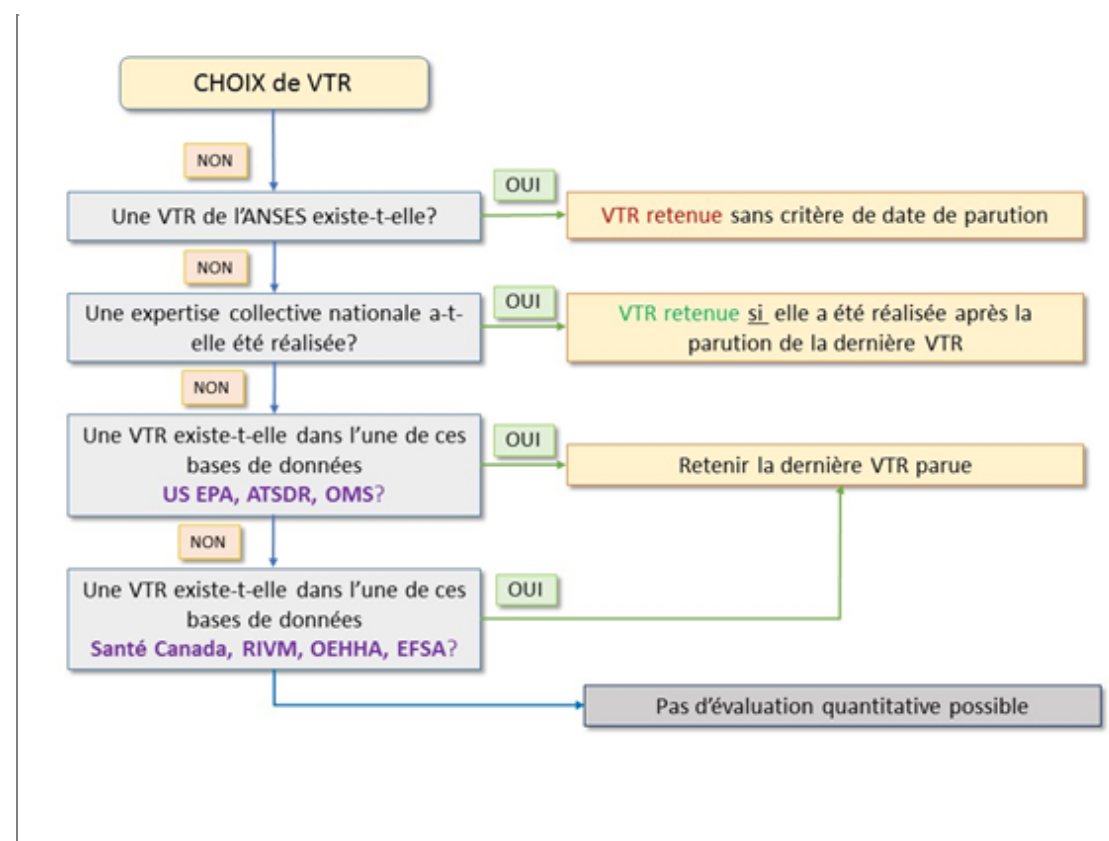 CHOIX de VTR
NON
OUI
Une VTR de l'ANSES existe-t-elle?
VTR retenue sans critère de date de parution
NON
OUI
Une expertise collective nationale a-t-
elle été réalisée?
VTR retenue si elle a été réalisée après la
parution de la dernière VTR
NON
OUI
Une VTR existe-t-elle dans l'une de ces
bases de données
US EPA, ATSDR, OMS?
Retenir la dernière VTR parue
NON
OUI
Une VTR existe-t-elle dans l'une de ces
bases de données
Santé Canada, RIVM, OEHHA, EFSA?
Pas d'évaluation quantitative possible